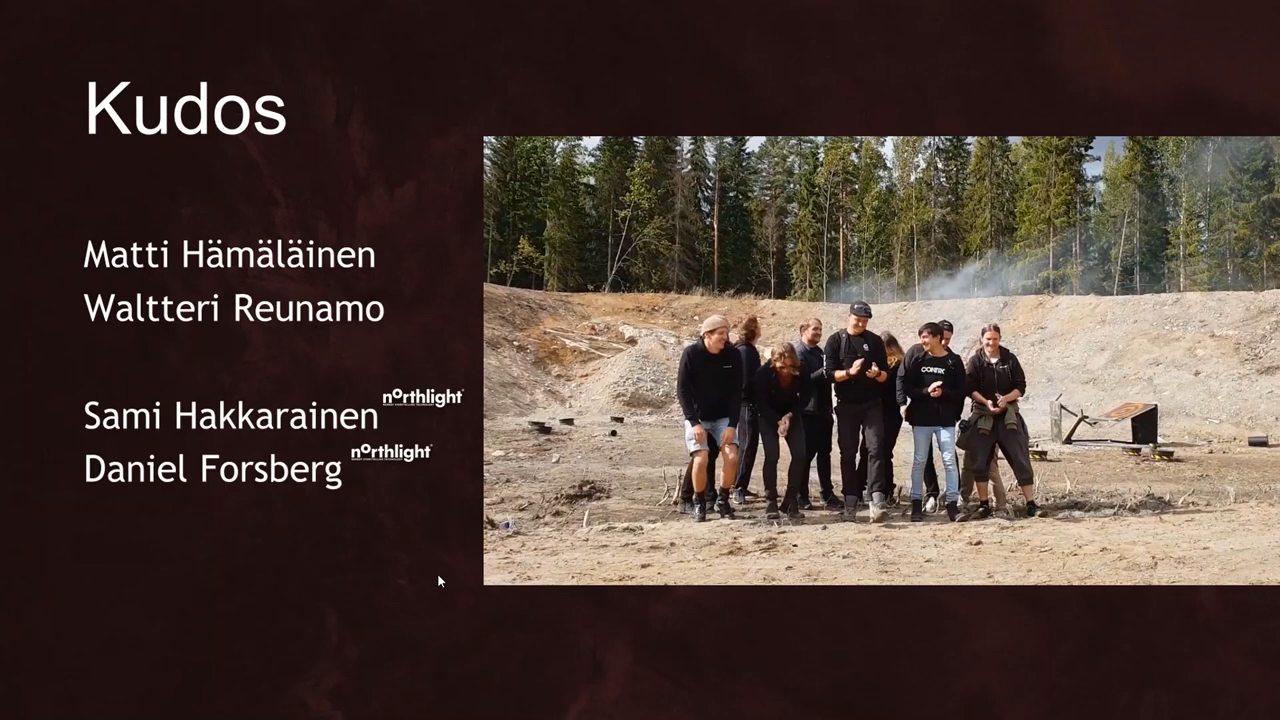 Kudos
Matti Hämäläinen
Waltteri Reunamo
northlight
Sami Hakkarainen
northlight
Daniel Forsberg